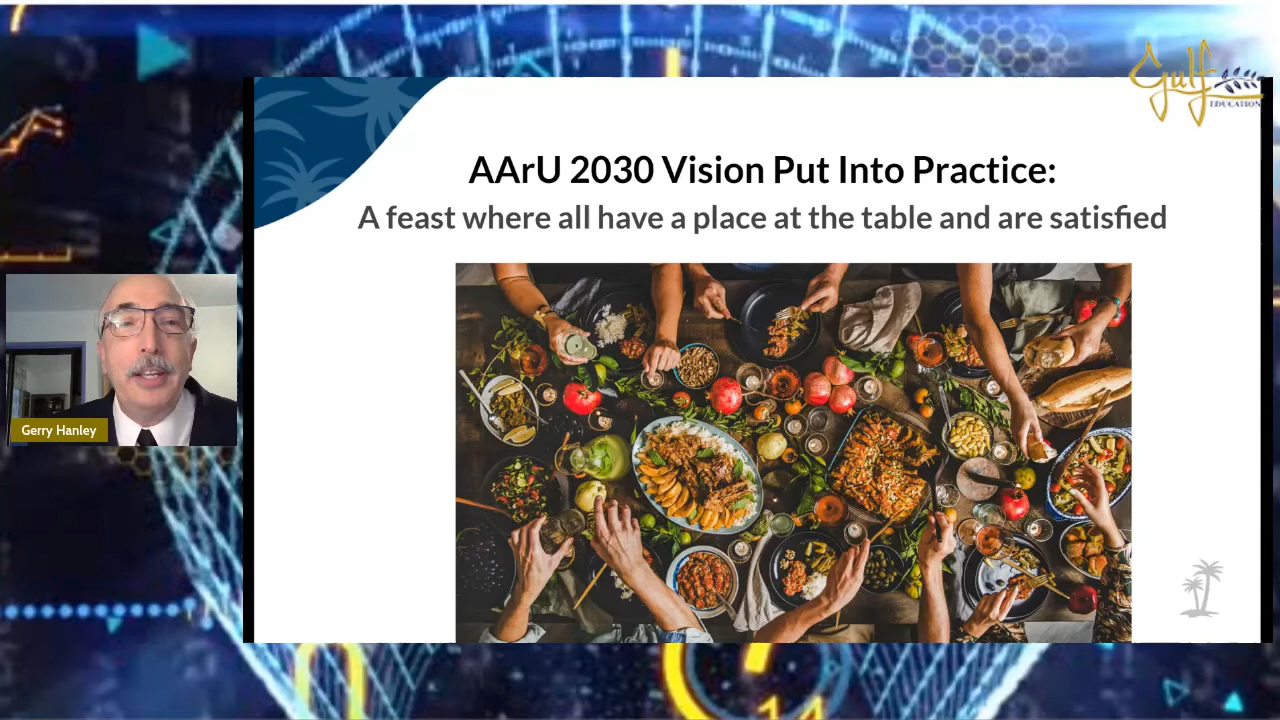 Gulf
EDUCATION
AArU 2030 Vision Put Into Practice:
A feast where all have a place at the table and are satisfied
Gerry Hanley
14